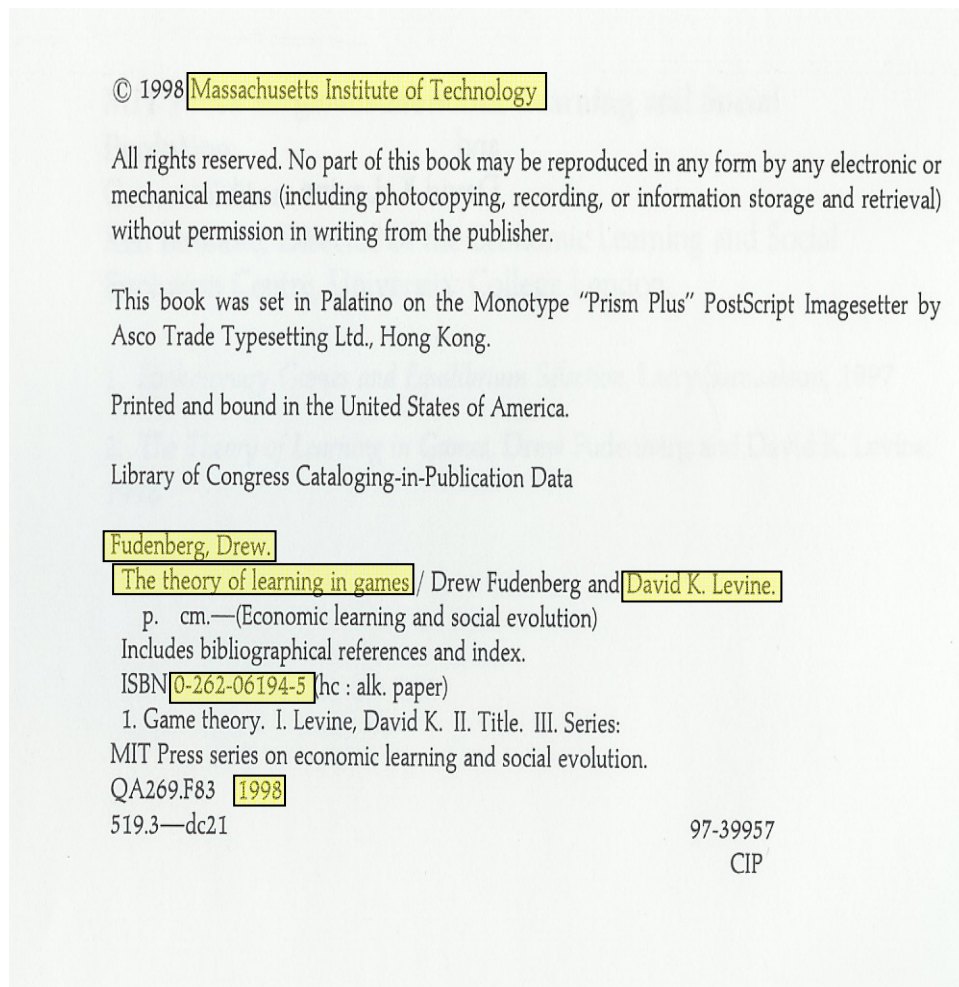 © 1998 Massachusetts Institute of Technology
All rights reserved. No part of this book may be reproduced in any form by any electronic or
mechanical means (including photocopying, recording, or information storage and retrieval)
without permission in writing from the publisher.
This book was set in Palatino on the Monotype “Prism Plus” PostScript Imagesetter by
Asco Trade Typesetting Ltd., Hong Kong.
Printed and bound in the United States of America.
Library of Congress Cataloging-in-Publication Data
Fudenberg, Drew.
The theory of learning in games / Drew Fudenberg and David K. Levine.
p. cm.—(Economic learning and social evolution)
Includes bibliographical references and index.
ISBN 0-262-06194-5 (hc : alk. paper)
1. Game theory. I. Levine, David K. II. Title. III. Series:
MIT Press series on economic learning and social evolution.
QA269.F83 1998
519.3—dc21 97-39957
CIP